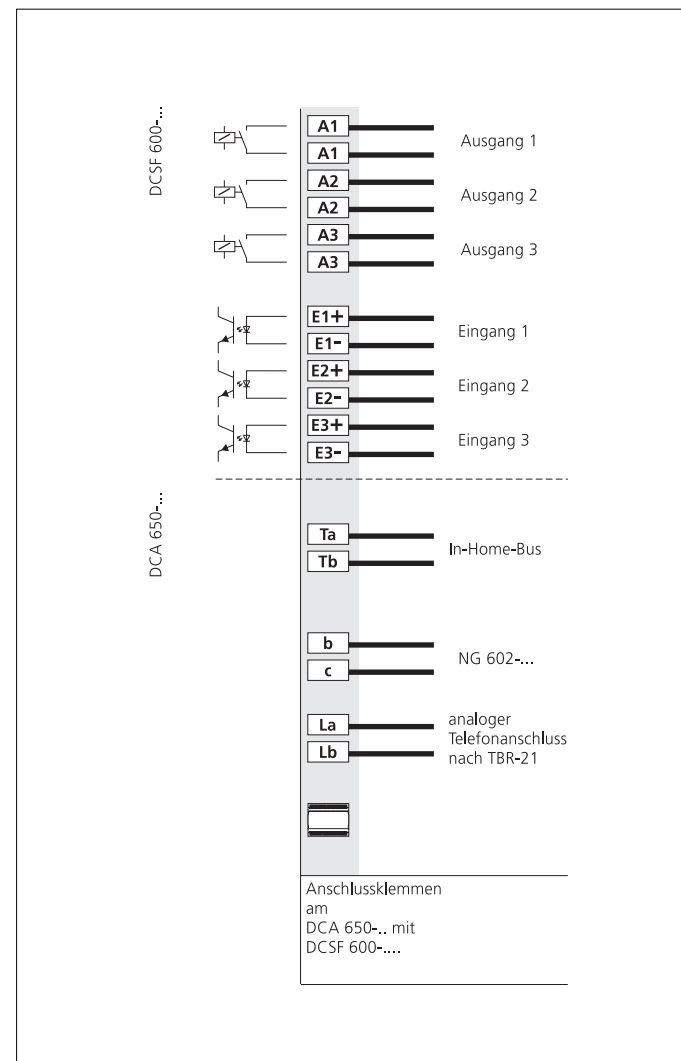 DCSF 600-...
A1
A1
Ausgang 1
A2
A2
Ausgang 2
A3
A3
Ausgang 3
E1+
E1-
Eingang 1
E2+
E2-
Eingang 2
E3+
E3-
Eingang 3
DCA 650-...
Ta
Tb
In-Home-Bus
b
c
NG 602-...
La
Lb
analoger
Telefonanschluss
nach TBR-21
Anschlussklemmen
am
DCA 650-.. mit
DCSF 600-....